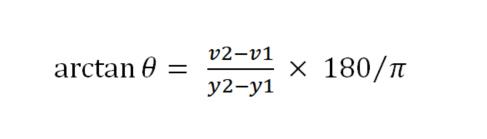 arctan θ = v2−v1 / y2−y1 × 180/π